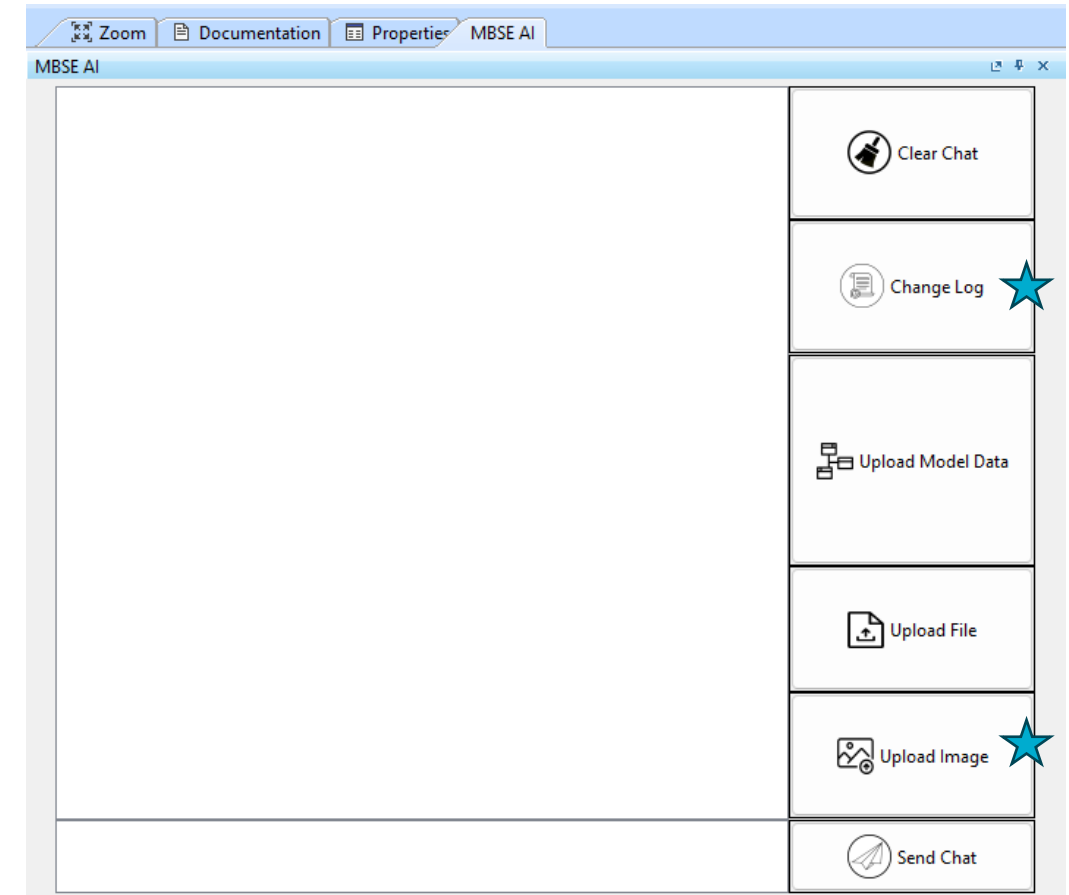 Zoom Documentation Properties MBSE AI
MBSE AI
Clear Chat
Change Log
Upload Model Data
Upload File
Upload Image
Send Chat